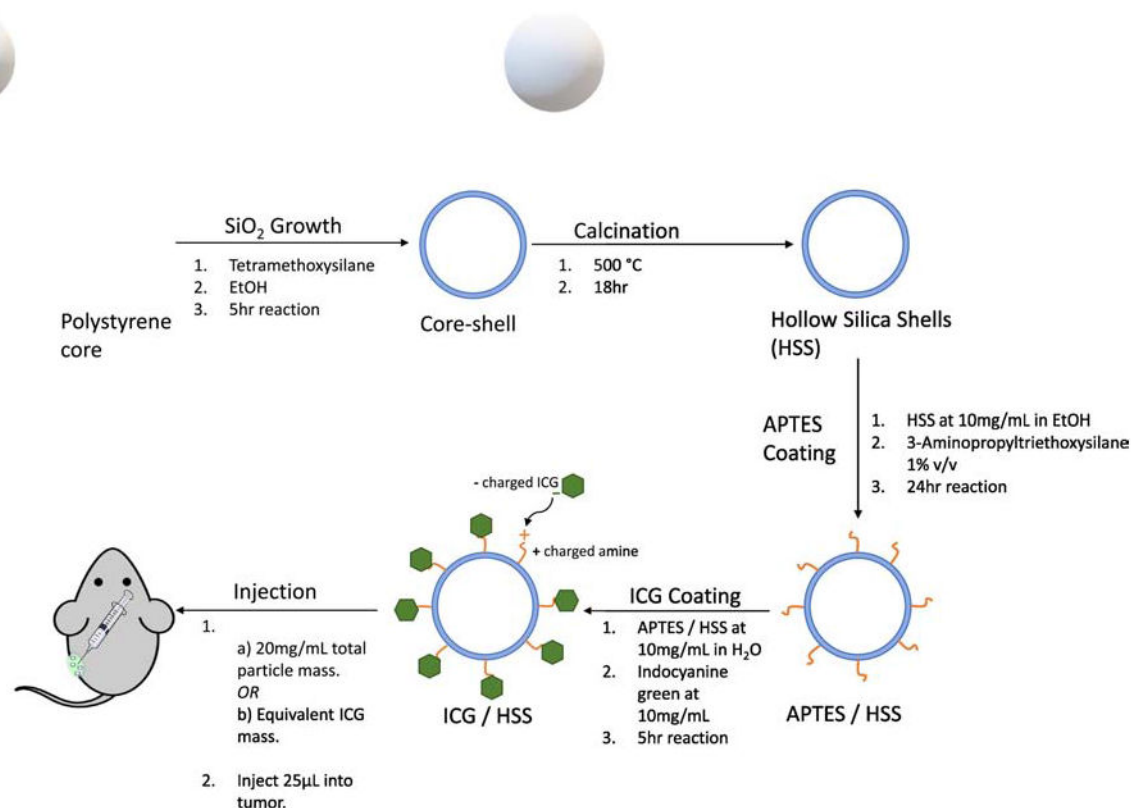 SiO₂ Growth
1. Tetramethoxysilane
2. EtOH
3. 5hr reaction
Polystyrene
core
Core-shell
Calcination
1. 500 °C
2. 18hr
Hollow Silica Shells
(HSS)
APTES
Coating
1. HSS at 10mg/mL in EtOH
2. 3-Aminopropyltriethoxysilane
1% v/v
3. 24hr reaction
APTES / HSS
ICG Coating
1. APTES / HSS at
10mg/mL in H₂O
2. Indocyanine
green at
10mg/mL
3. 5hr reaction
- charged ICG
–
+
+ charged amine
ICG / HSS
Injection
1.
a) 20mg/mL total
particle mass.
OR
b) Equivalent ICG
mass.
2. Inject 25µL into
tumor.